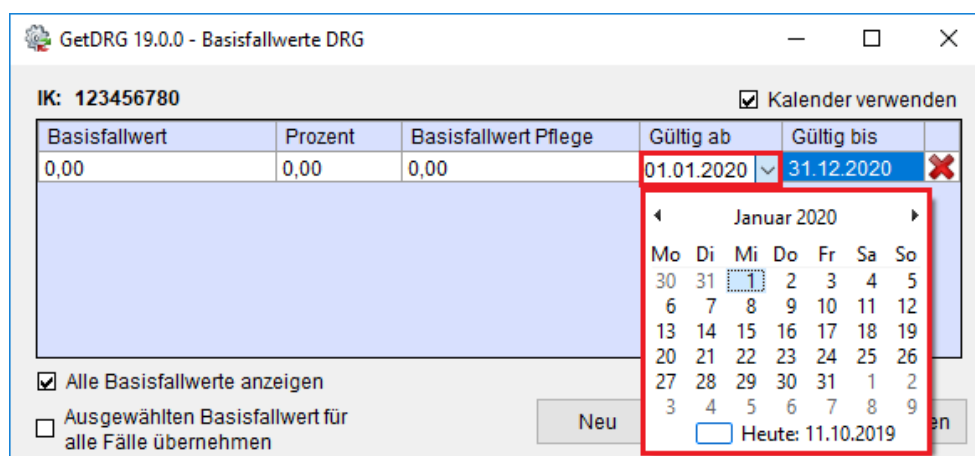 GetDRG 19.0.0 - Basisfallwerte DRG
IK: 123456780
Kalender verwenden
Basisfallwert Prozent Basisfallwert Pflege Gültig ab Gültig bis
0,00 0,00 0,00 01.01.2020 31.12.2020
Januar 2020
Mo Di Mi Do Fr Sa So
30 31 1 2 3 4 5
6 7 8 9 10 11 12
13 14 15 16 17 18 19
20 21 22 23 24 25 26
27 28 29 30 31 1 2
3 4 5 6 7 8 9
Heute: 11.10.2019
Alle Basisfallwerte anzeigen
Ausgewählten Basisfallwert für
alle Fälle übernehmen
Neu
en